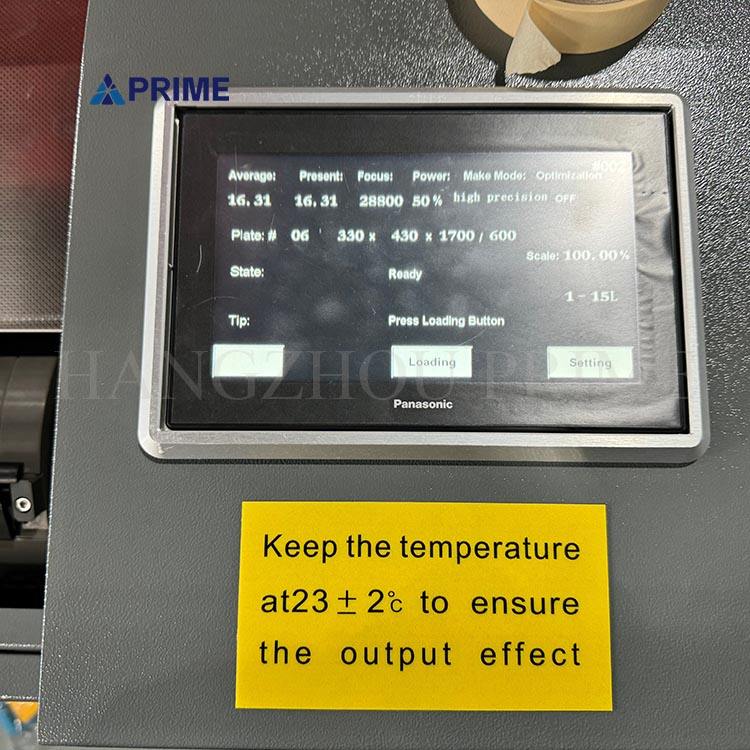 PRIME
#002
Average: Present: Focus: Power: Make Mode: Optimization
16.31 16.31 28800 50% high precision OFF
Plate:# 06 330 x 430 x 1700 / 600
Scale: 100.00%
State: Ready
1 - 15L
Tip: Press Loading Button
Loading Setting
HANGZHOU PRIME
Panasonic
Keep the temperature
at23±2℃ to ensure
the output effect